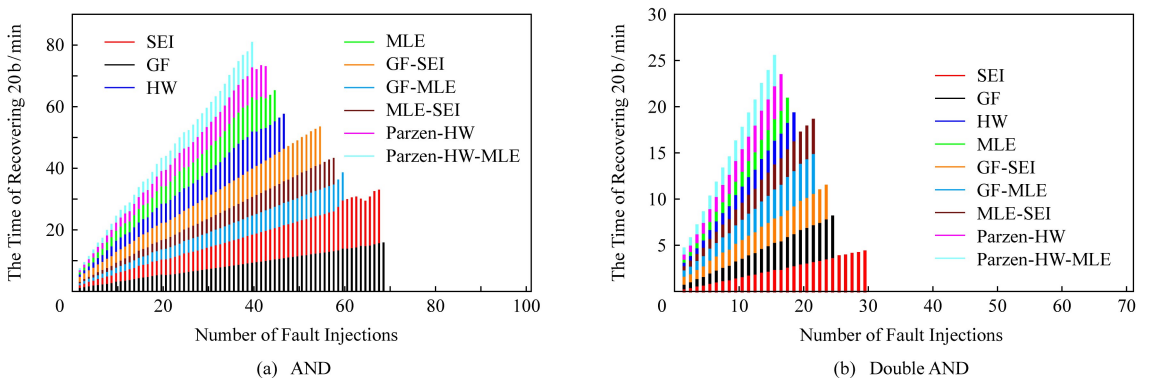 The Time of Recovering 20 b/min
80
60
40
20
0
20
40
60
80
100
SEI
GF
HW
MLE
GF-SEI
GF-MLE
MLE-SEI
Parzen-HW
Parzen-HW-MLE
Number of Fault Injections
(a) AND
The Time of Recovering 20 b/min
30
25
20
15
10
5
0
10
20
30
40
50
60
70
SEI
GF
HW
MLE
GF-SEI
GF-MLE
MLE-SEI
Parzen-HW
Parzen-HW-MLE
Number of Fault Injections
(b) Double AND